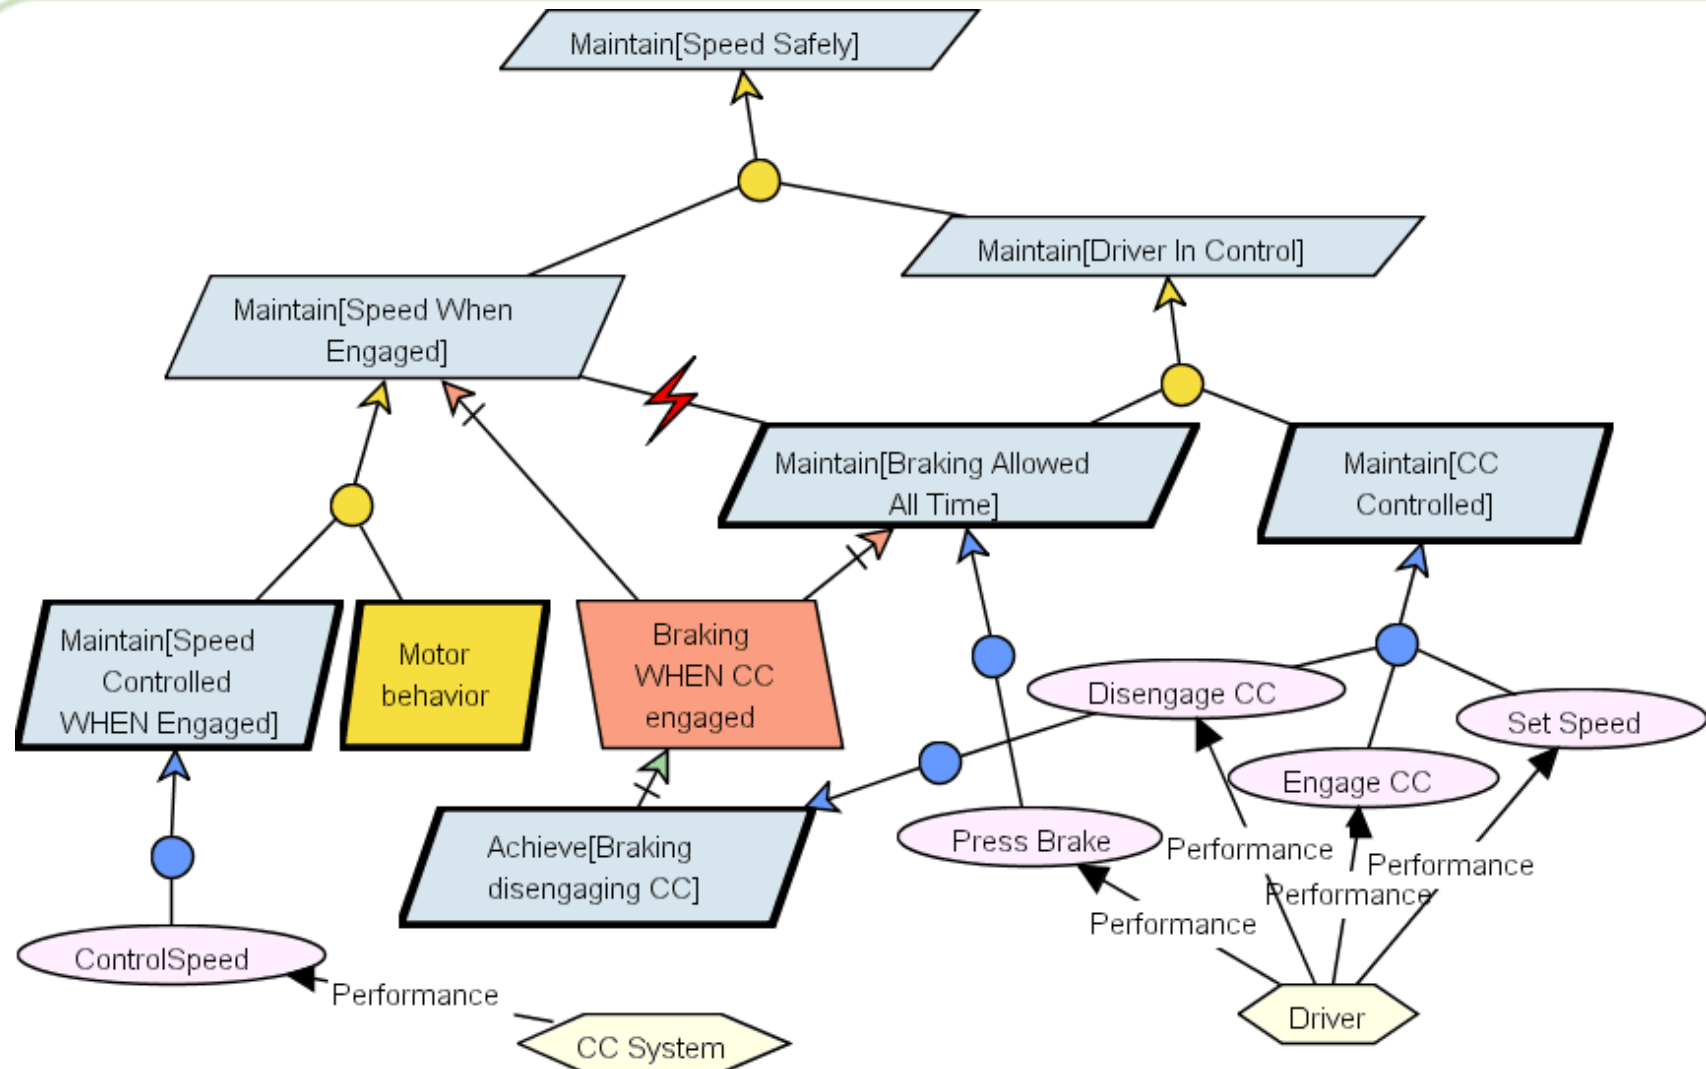 Maintain[Speed Safely]
Maintain[Driver In Control]
Maintain[Speed When
Engaged]
Maintain[Braking Allowed
All Time]
Maintain[CC
Controlled]
Maintain[Speed
Controlled
WHEN Engaged]
Motor
behavior
Braking
WHEN CC
engaged
Disengage CC
Set Speed
Engage CC
Achieve[Braking
disengaging CC]
Press Brake
Performance
Performance
Performance
Performance
ControlSpeed
Performance
Driver
CC System